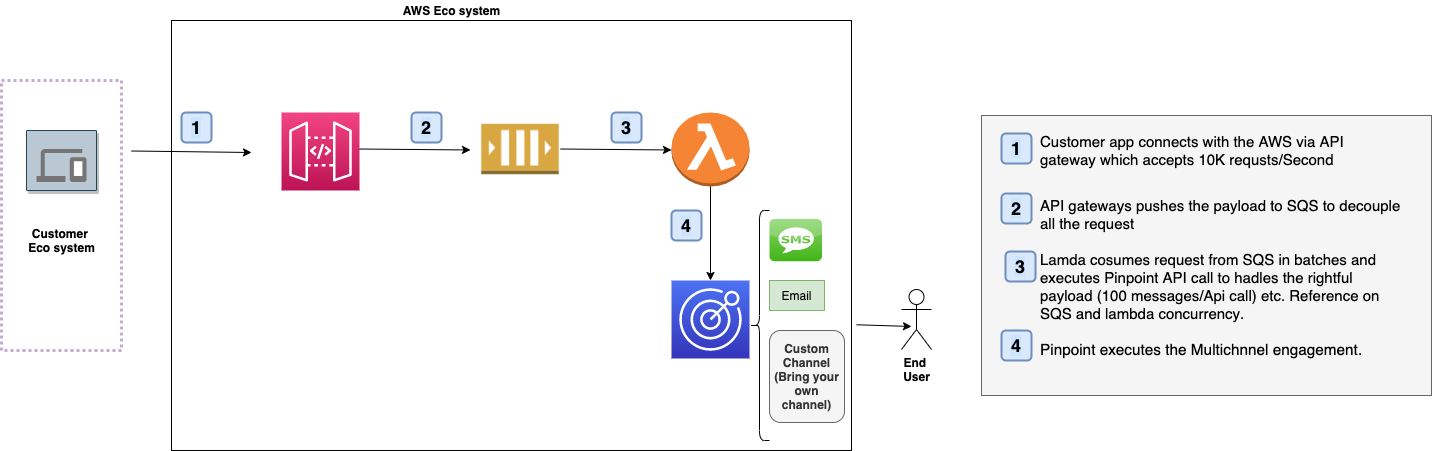 AWS Eco system
1
2
3
4
Customer
Eco system
SMS
Email
Custom
Channel
(Bring your
own
channel)
End
User
1
Customer app connects with the AWS via API
gateway which accepts 10K requsts/Second
2
API gateways pushes the payload to SQS to decouple
all the request
3
Lamda cosumes request from SQS in batches and
executes Pinpoint API call to hadles the rightful
payload (100 messages/Api call) etc. Reference on
SQS and lambda concurrency.
4
Pinpoint executes the Multichnnel engagement.